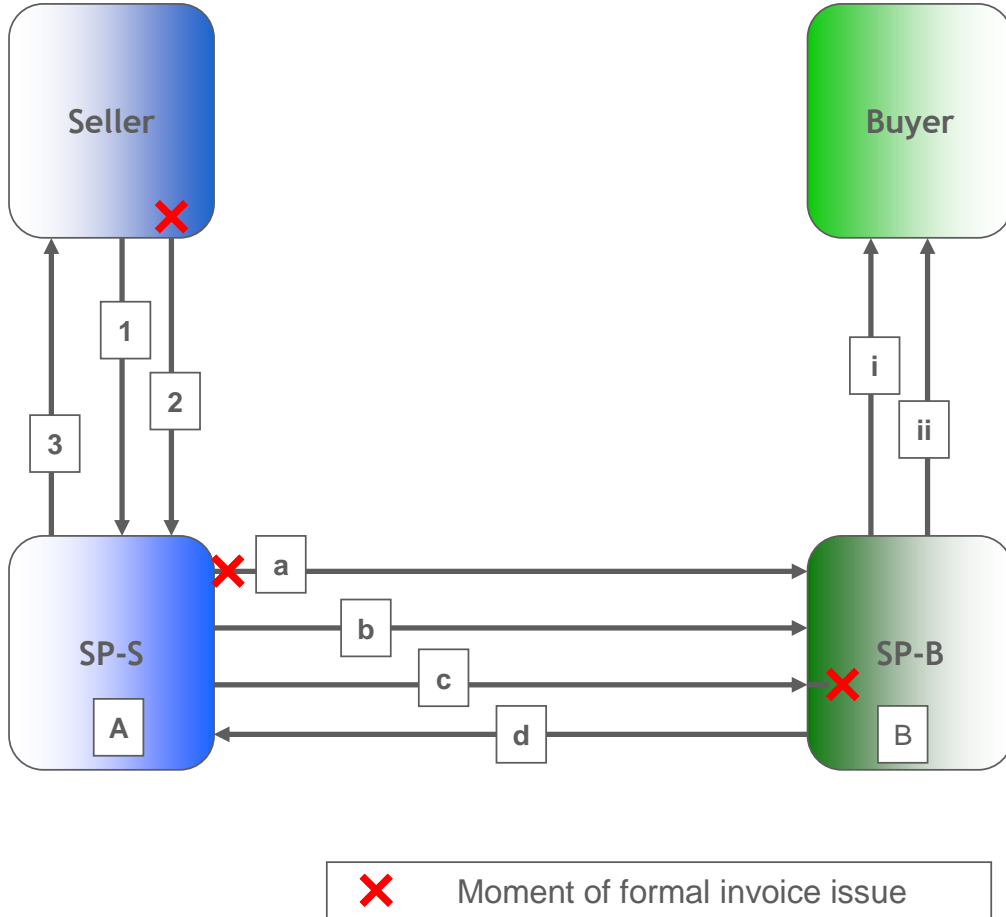 Seller
Buyer
1
2
3
i
ii
a
b
c
d
SP-S
SP-B
A
B
Moment of formal invoice issue